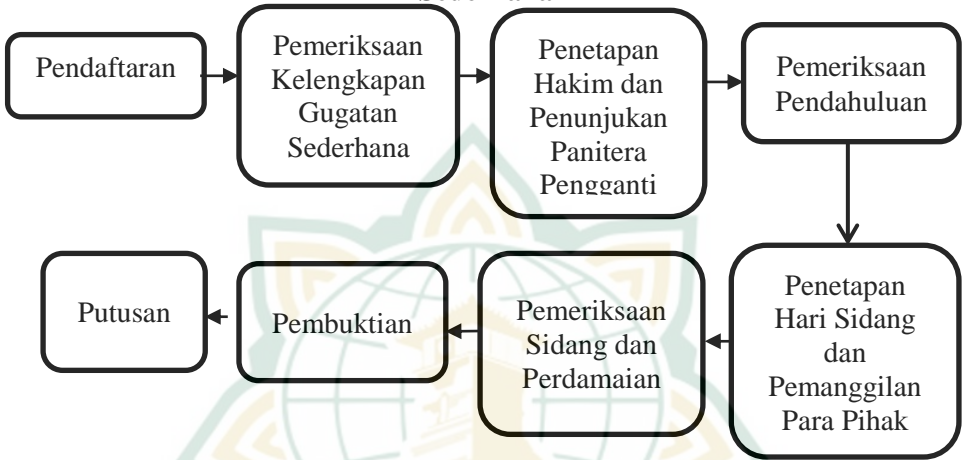 Pendaftaran
Pemeriksaan
Kelengkapan
Gugatan
Sederhana
Penetapan
Hakim dan
Penunjukan
Panitera
Pengganti
Pemeriksaan
Pendahuluan
Penetapan
Hari Sidang
dan
Pemanggilan
Para Pihak
Pemeriksaan
Sidang dan
Perdamaian
Pembuktian
Putusan